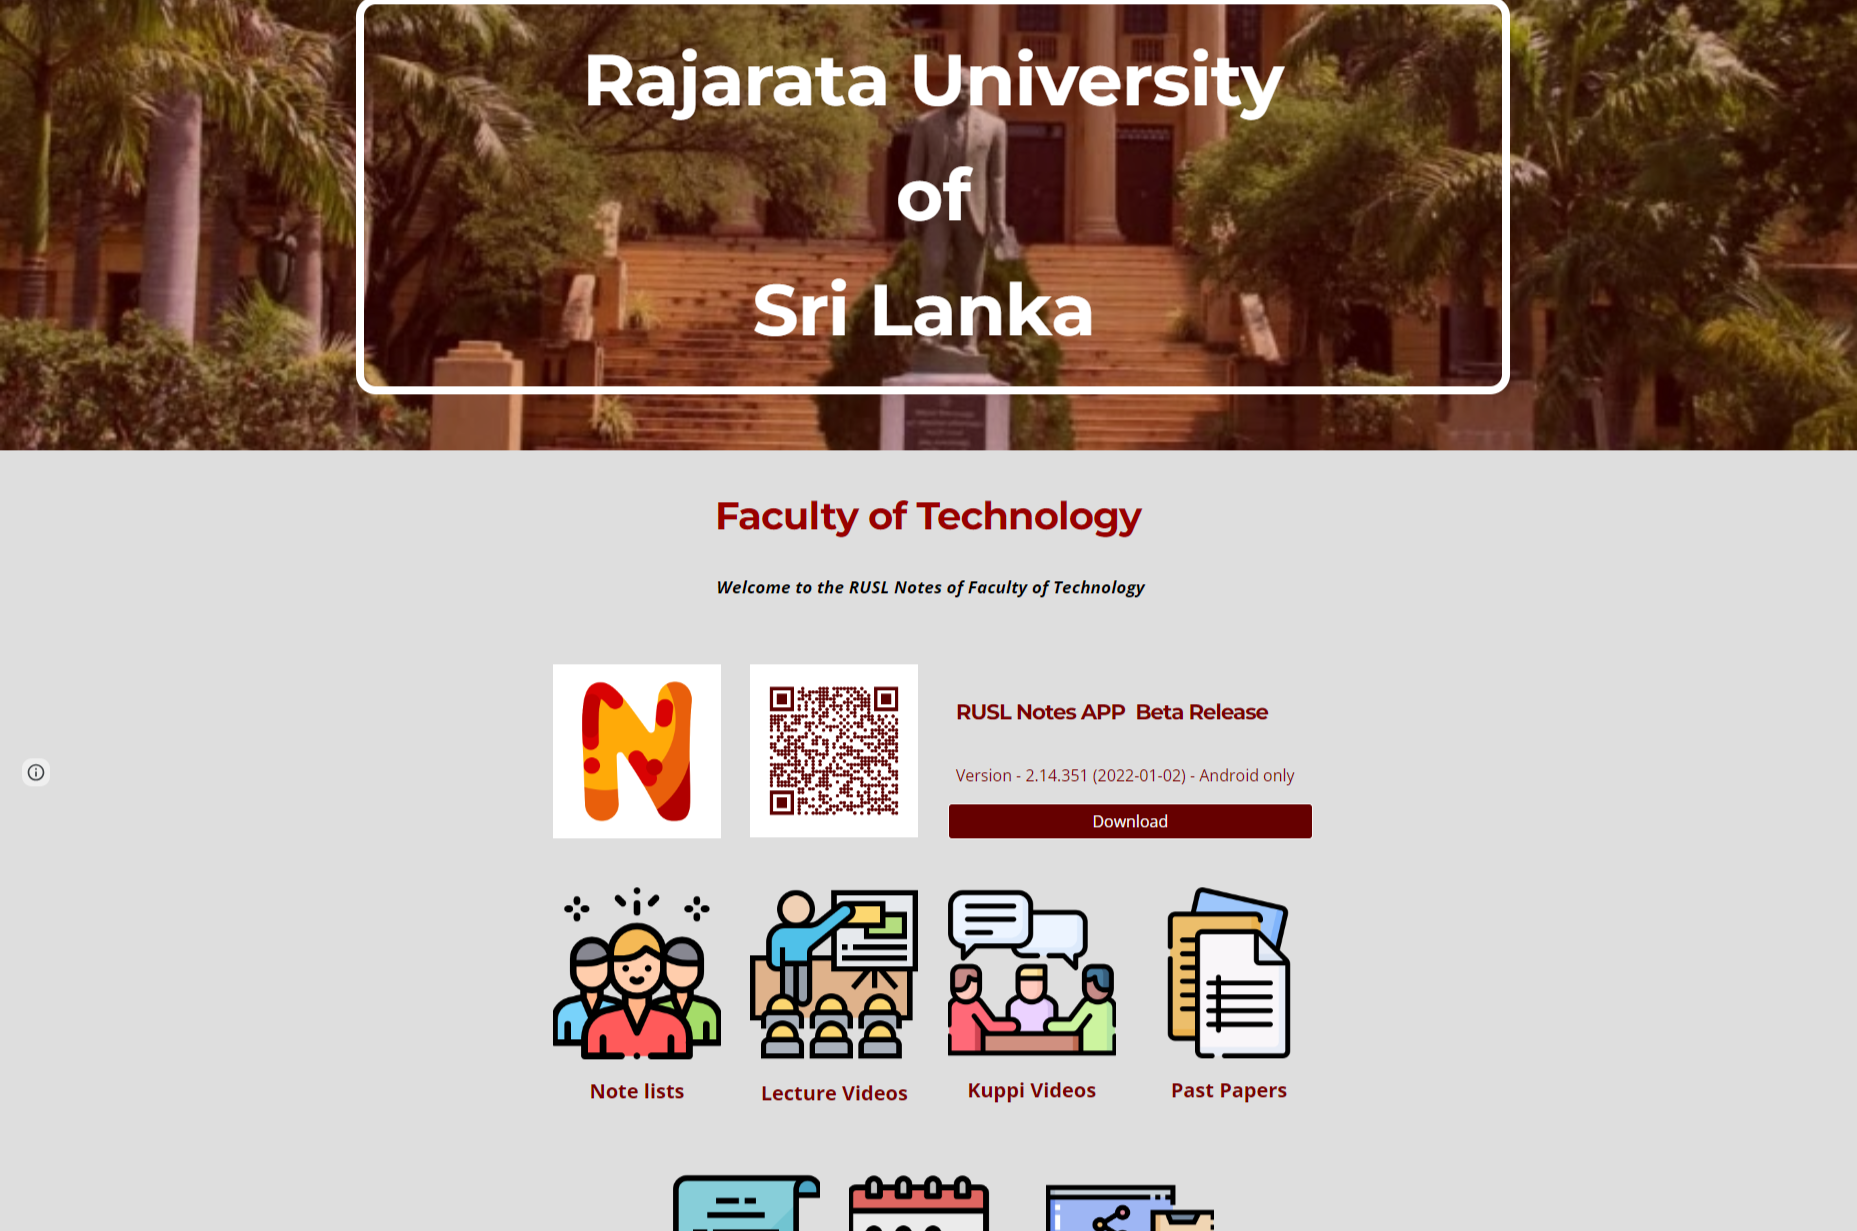 Rajarata University
of
Sri Lanka
Faculty of Technology
Welcome to the RUSL Notes of Faculty of Technology
RUSL Notes APP  Beta Release
Version - 2.14.351 (2022-01-02) - Android only
Download
Note lists
Lecture Videos
Kuppi Videos
Past Papers